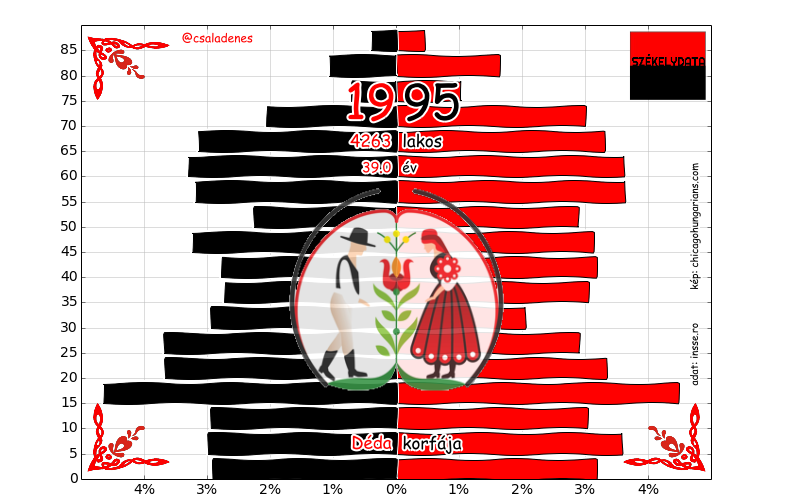 @csaladenes
SZÉKELYDATA
1995
4263 lakos
39.0 év
kép: chicagohungarians.com
adat: insse.ro
Déda korfája
85
80
75
70
65
60
55
50
45
40
35
30
25
20
15
10
5
0
4% 3% 2% 1% 0% 1% 2% 3% 4%